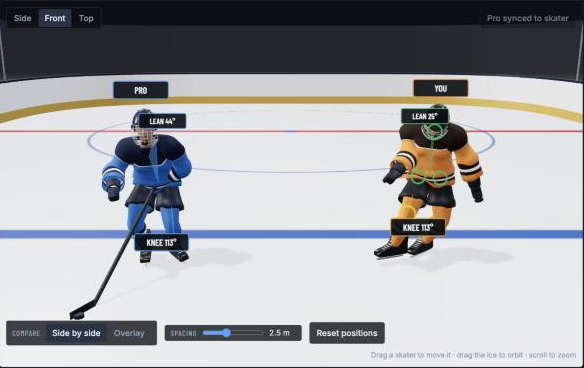 Side Front Top
Pro synced to skater
PRO
YOU
LEAN 44°
LEAN 25°
KNEE 113°
KNEE 113°
COMPARE Side by side Overlay
SPACING 2.5 m
Reset positions
Drag a skater to move it · drag the ice to orbit · scroll to zoom